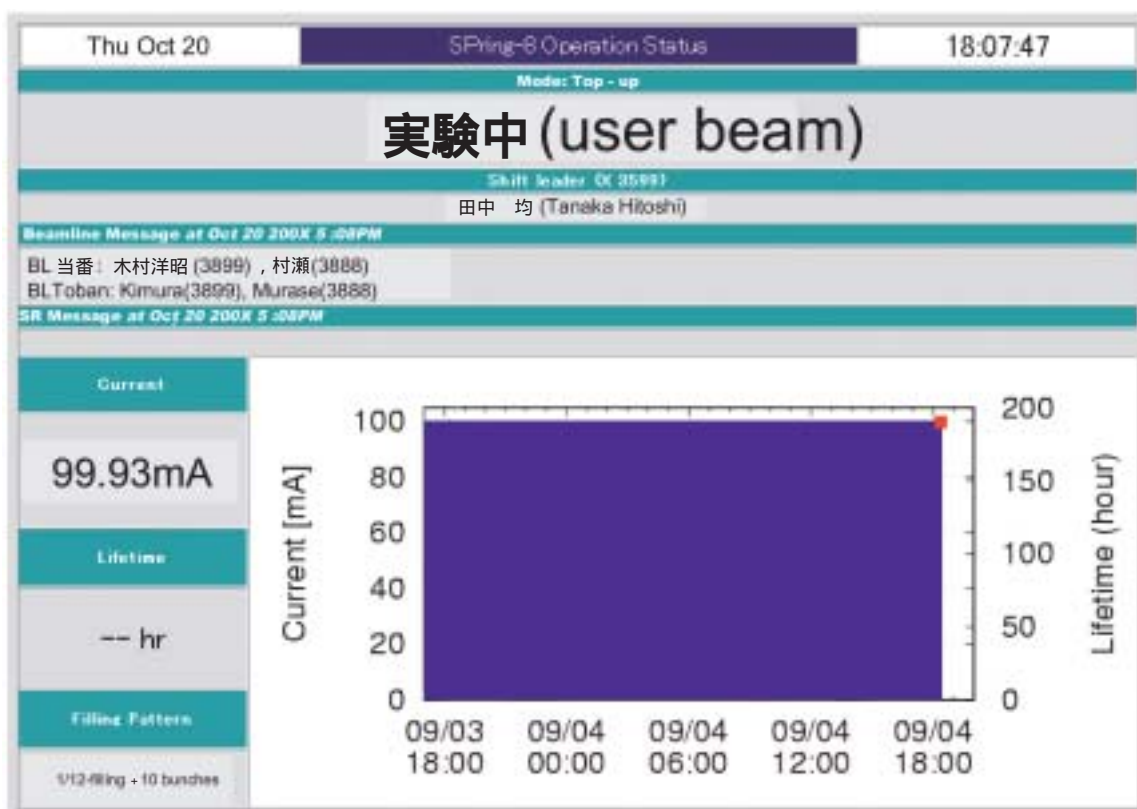 Thu Oct 20 SPring-8 Operation Status 18:07:47
Mode: Top - up
実験中 (user beam)
Shift leader (X 3599)
田中 均 (Tanaka Hitoshi)
Beamline Message at Oct 20 200X 5 :08PM
BL 当番: 木村洋昭 (3899) , 村瀬(3888)
BLToban: Kimura(3899), Murase(3888)
SR Message at Oct 20 200X 5 :08PM
Current
99.93mA
Lifetime
-- hr
Filling Pattern
1/12-filling + 10 bunches
Current [mA]
100
80
60
40
20
0
200
150
100
50
0
Lifetime (hour)
09/03 09/04 09/04 09/04 09/04
18:00 00:00 06:00 12:00 18:00